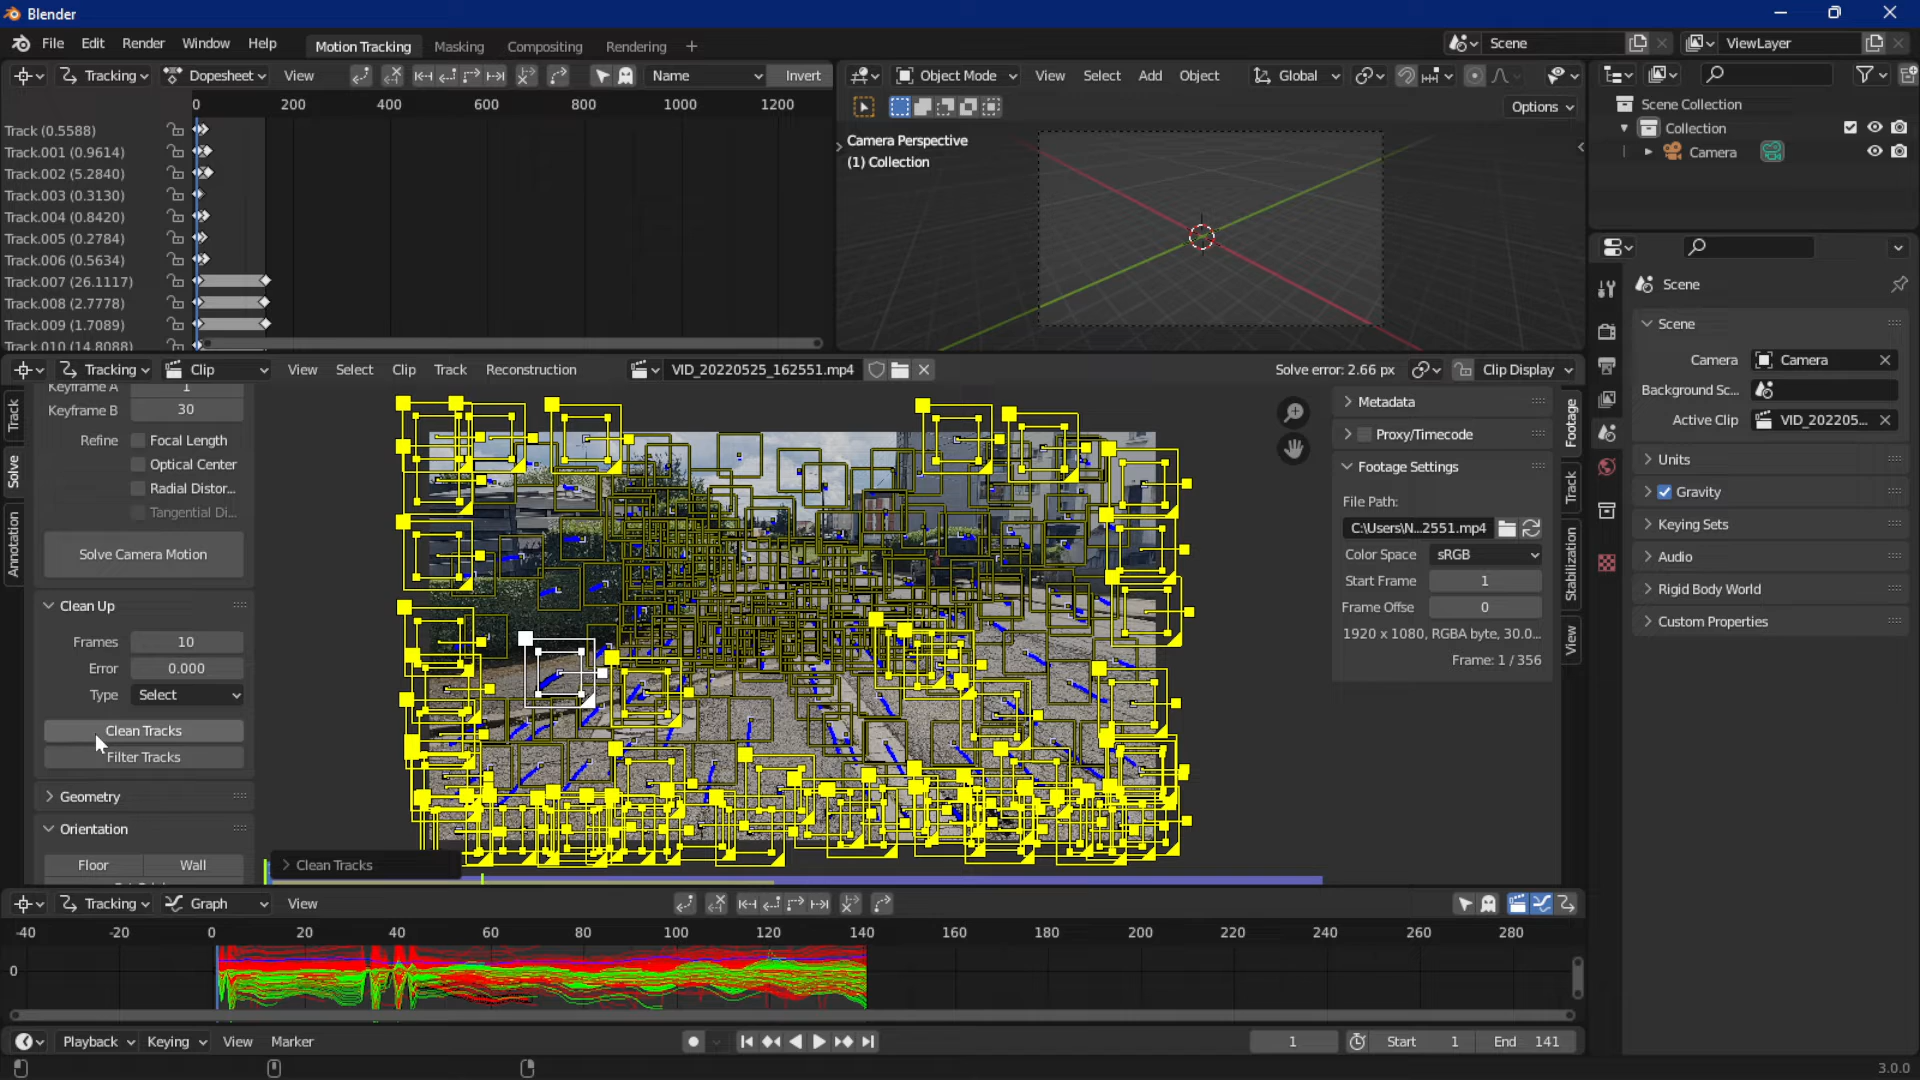 Blender
File Edit Render Window Help Motion Tracking Masking Compositing Rendering + Scene ViewLayer
Tracking Dopesheet View Name Invert
0 200 400 600 800 1000 1200
Track (0.5588)
Track.001 (0.9614)
Track.002 (5.2840)
Track.003 (0.3130)
Track.004 (0.8420)
Track.005 (0.2784)
Track.006 (0.5634)
Track.007 (26.1117)
Track.008 (2.7778)
Track.009 (1.7089)
Track.010 (14.8088)
Object Mode View Select Add Object Global
Options
Camera Perspective
(1) Collection
Scene Collection
Collection
Camera
Scene
Scene
Camera Camera
Background Sc...
Active Clip VID_202205...
Units
Gravity
Keying Sets
Audio
Rigid Body World
Custom Properties
Tracking Clip View Select Clip Track Reconstruction VID_20220525_162551.mp4 Solve error: 2.66 px Clip Display
Track
Solve
Annotation
Keyframe A 1
Keyframe B 30
Refine Focal Length
Optical Center
Radial Distor...
Tangential Di...
Solve Camera Motion
Clean Up
Frames 10
Error 0.000
Type Select
Clean Tracks
Filter Tracks
Geometry
Orientation
Floor Wall
Clean Tracks
Metadata
Proxy/Timecode
Footage Settings
File Path:
C:\Users\N...2551.mp4
Color Space sRGB
Start Frame 1
Frame Offse 0
1920 x 1080, RGBA byte, 30.0...
Frame: 1 / 356
Footage
Track
Stabilization
View
Tracking Graph View
-40 -20 0 20 40 60 80 100 120 140 160 180 200 220 240 260 280
0
Playback Keying View Marker 1 Start 1 End 141
3.0.0